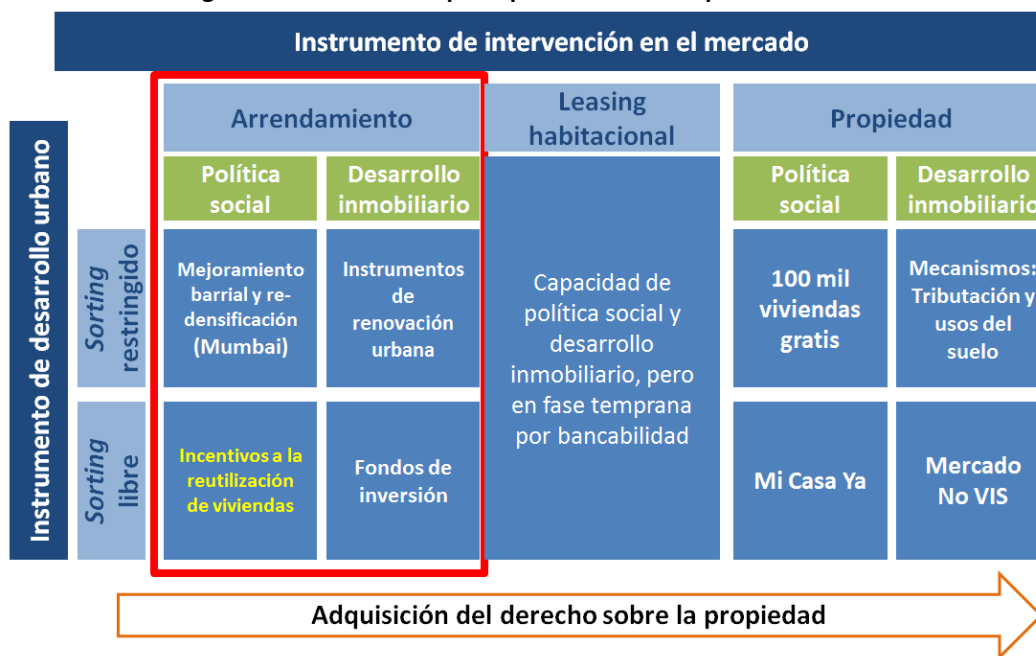 Instrumento de intervención en el mercado
Instrumento de desarrollo urbano
Arrendamiento
Leasing
habitacional
Propiedad
Política
social
Desarrollo
inmobiliario
Política
social
Desarrollo
inmobiliario
Sorting
restringido
Mejoramiento
barrial y re-
densificación
(Mumbai)
Instrumentos
de
renovación
urbana
Capacidad de
política social y
desarrollo
inmobiliario, pero
en fase temprana
por bancabilidad
100 mil
viviendas
gratis
Mecanismos:
Tributación y
usos del
suelo
Sorting
libre
Incentivos a la
reutilización
de viviendas
Fondos de
inversión
Mi Casa Ya
Mercado
No VIS
Adquisición del derecho sobre la propiedad